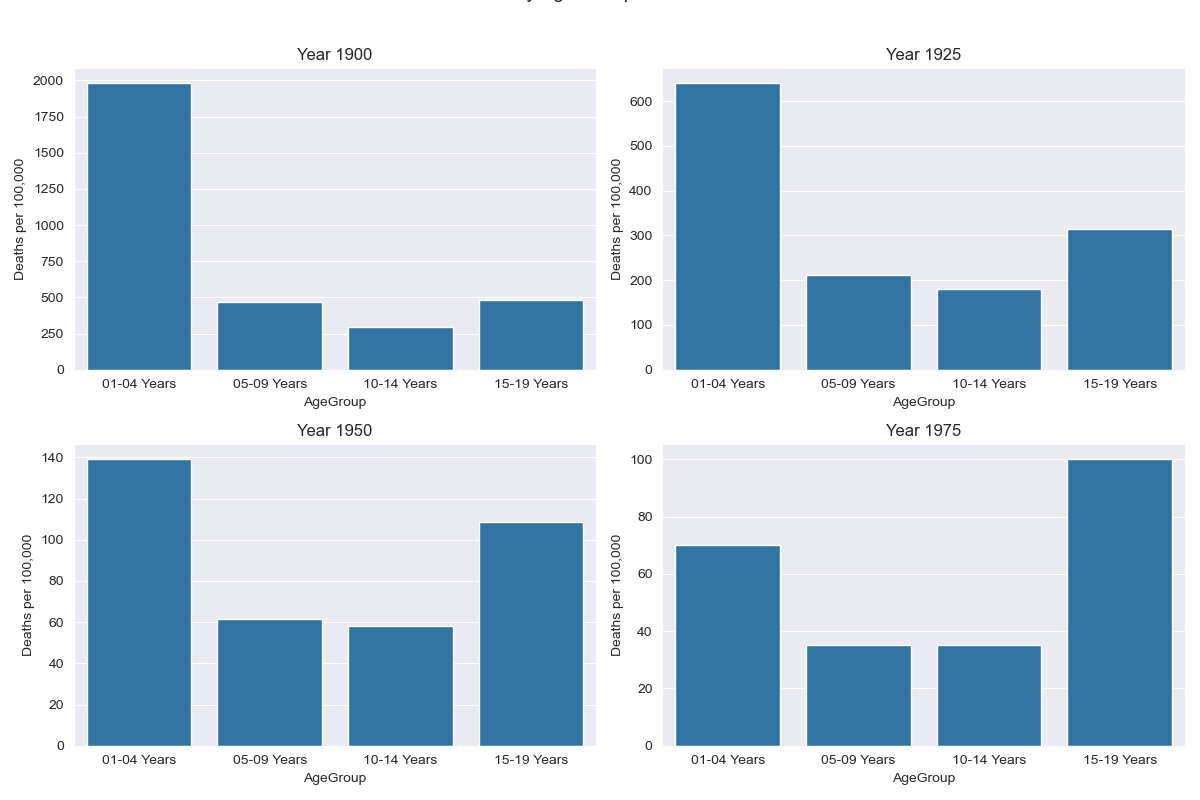 Year 1900
2000
1750
1500
1250
1000
750
500
250
0
Deaths per 100,000
01-04 Years 05-09 Years 10-14 Years 15-19 Years
AgeGroup
Year 1925
600
500
400
300
200
100
0
Deaths per 100,000
01-04 Years 05-09 Years 10-14 Years 15-19 Years
AgeGroup
Year 1950
140
120
100
80
60
40
20
0
Deaths per 100,000
01-04 Years 05-09 Years 10-14 Years 15-19 Years
AgeGroup
Year 1975
100
80
60
40
20
0
Deaths per 100,000
01-04 Years 05-09 Years 10-14 Years 15-19 Years
AgeGroup